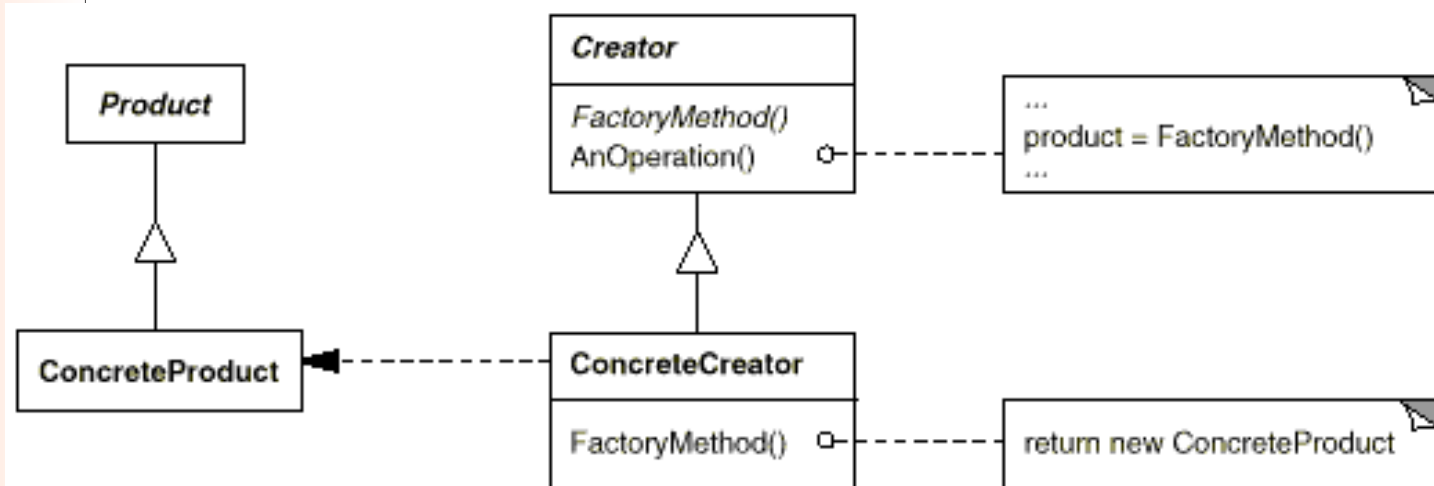 Product
Creator
FactoryMethod()
AnOperation()
...
product = FactoryMethod()
...
ConcreteProduct
ConcreteCreator
FactoryMethod()
return new ConcreteProduct